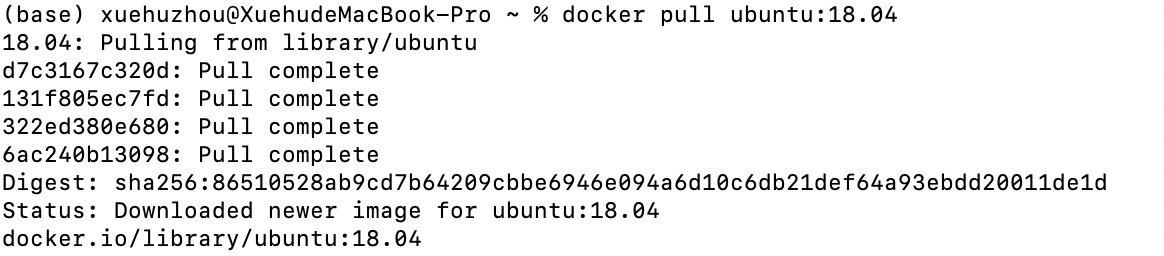 (base) xuehuzhou@XuehudeMacBook-Pro ~ % docker pull ubuntu:18.04
18.04: Pulling from library/ubuntu
d7c3167c320d: Pull complete
131f805ec7fd: Pull complete
322ed380e680: Pull complete
6ac240b13098: Pull complete
Digest: sha256:86510528ab9cd7b64209cbbe6946e094a6d10c6db21def64a93ebdd20011de1d
Status: Downloaded newer image for ubuntu:18.04
docker.io/library/ubuntu:18.04